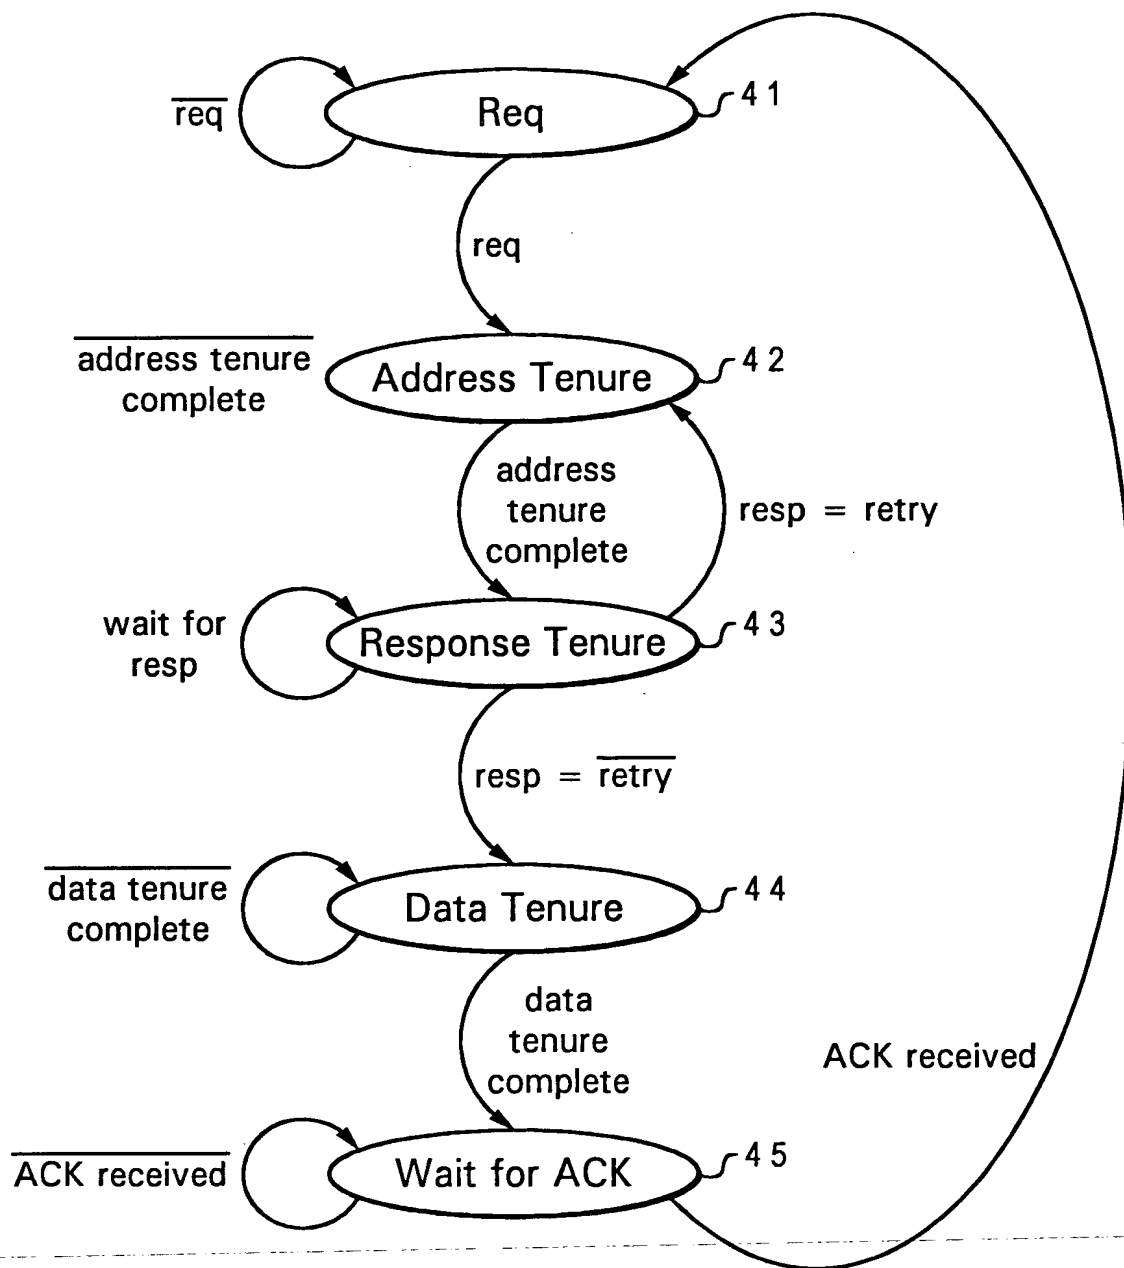 Req
41
req
req
address tenure
complete
Address Tenure
42
address
tenure
complete
resp = retry
wait for
resp
Response Tenure
43
resp = retry
data tenure
complete
Data Tenure
44
data
tenure
complete
ACK received
ACK received
Wait for ACK
45